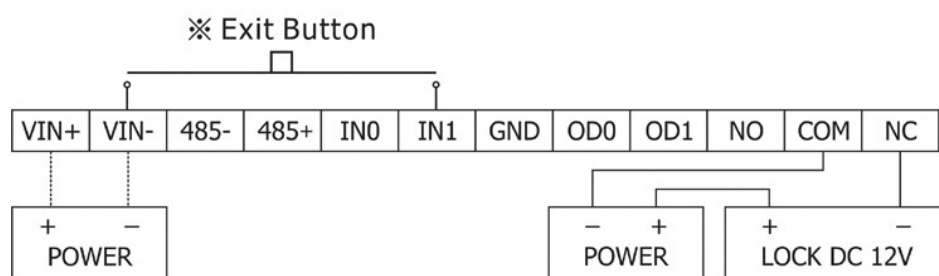 ※ Exit Button
VIN+ VIN- 485- 485+ IN0 IN1 GND OD0 OD1 NO COM NC
+ − − + + −
POWER POWER LOCK DC 12V